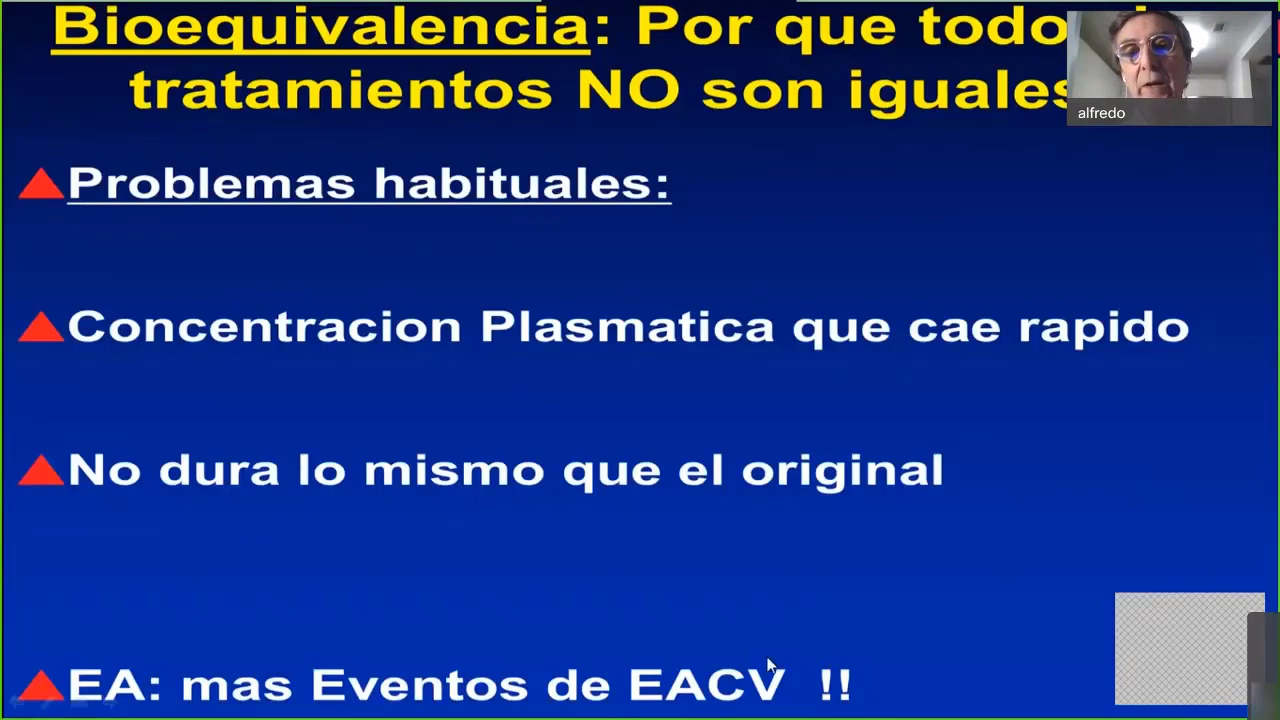 Bioequivalencia: Por que todo
tratamientos NO son iguales
alfredo
Problemas habituales:
Concentracion Plasmatica que cae rapido
No dura lo mismo que el original
EA: mas Eventos de EACV !!